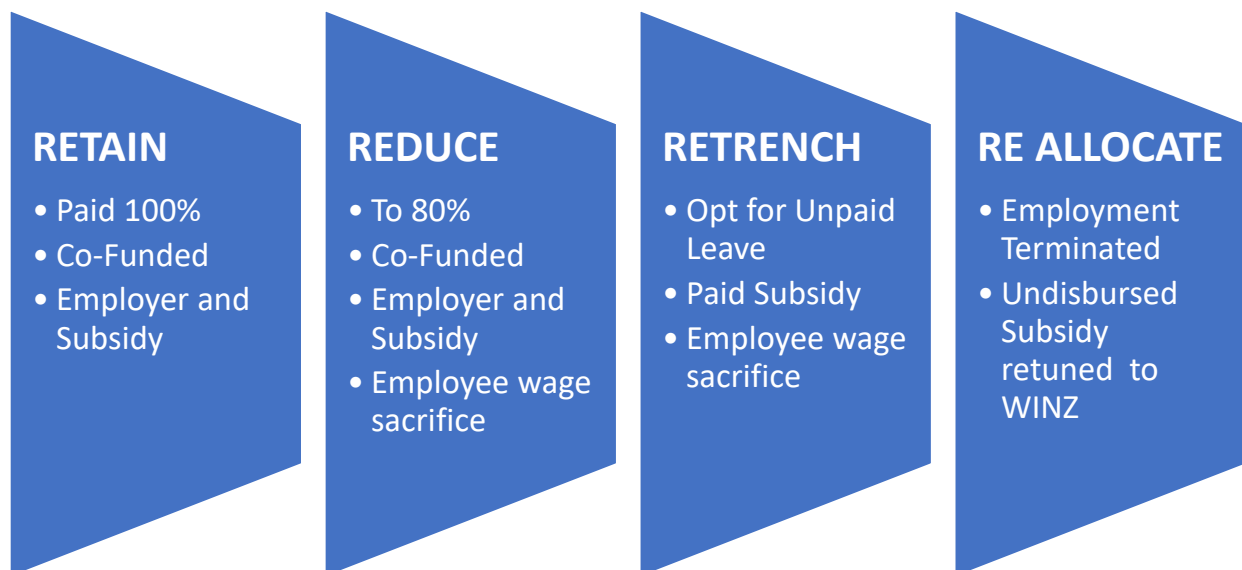 RETAIN
• Paid 100%
• Co-Funded
• Employer and
Subsidy
REDUCE
• To 80%
• Co-Funded
• Employer and
Subsidy
• Employee wage
sacrifice
RETRENCH
• Opt for Unpaid
Leave
• Paid Subsidy
• Employee wage
sacrifice
RE ALLOCATE
• Employment
Terminated
• Undisbursed
Subsidy
retuned to
WINZ